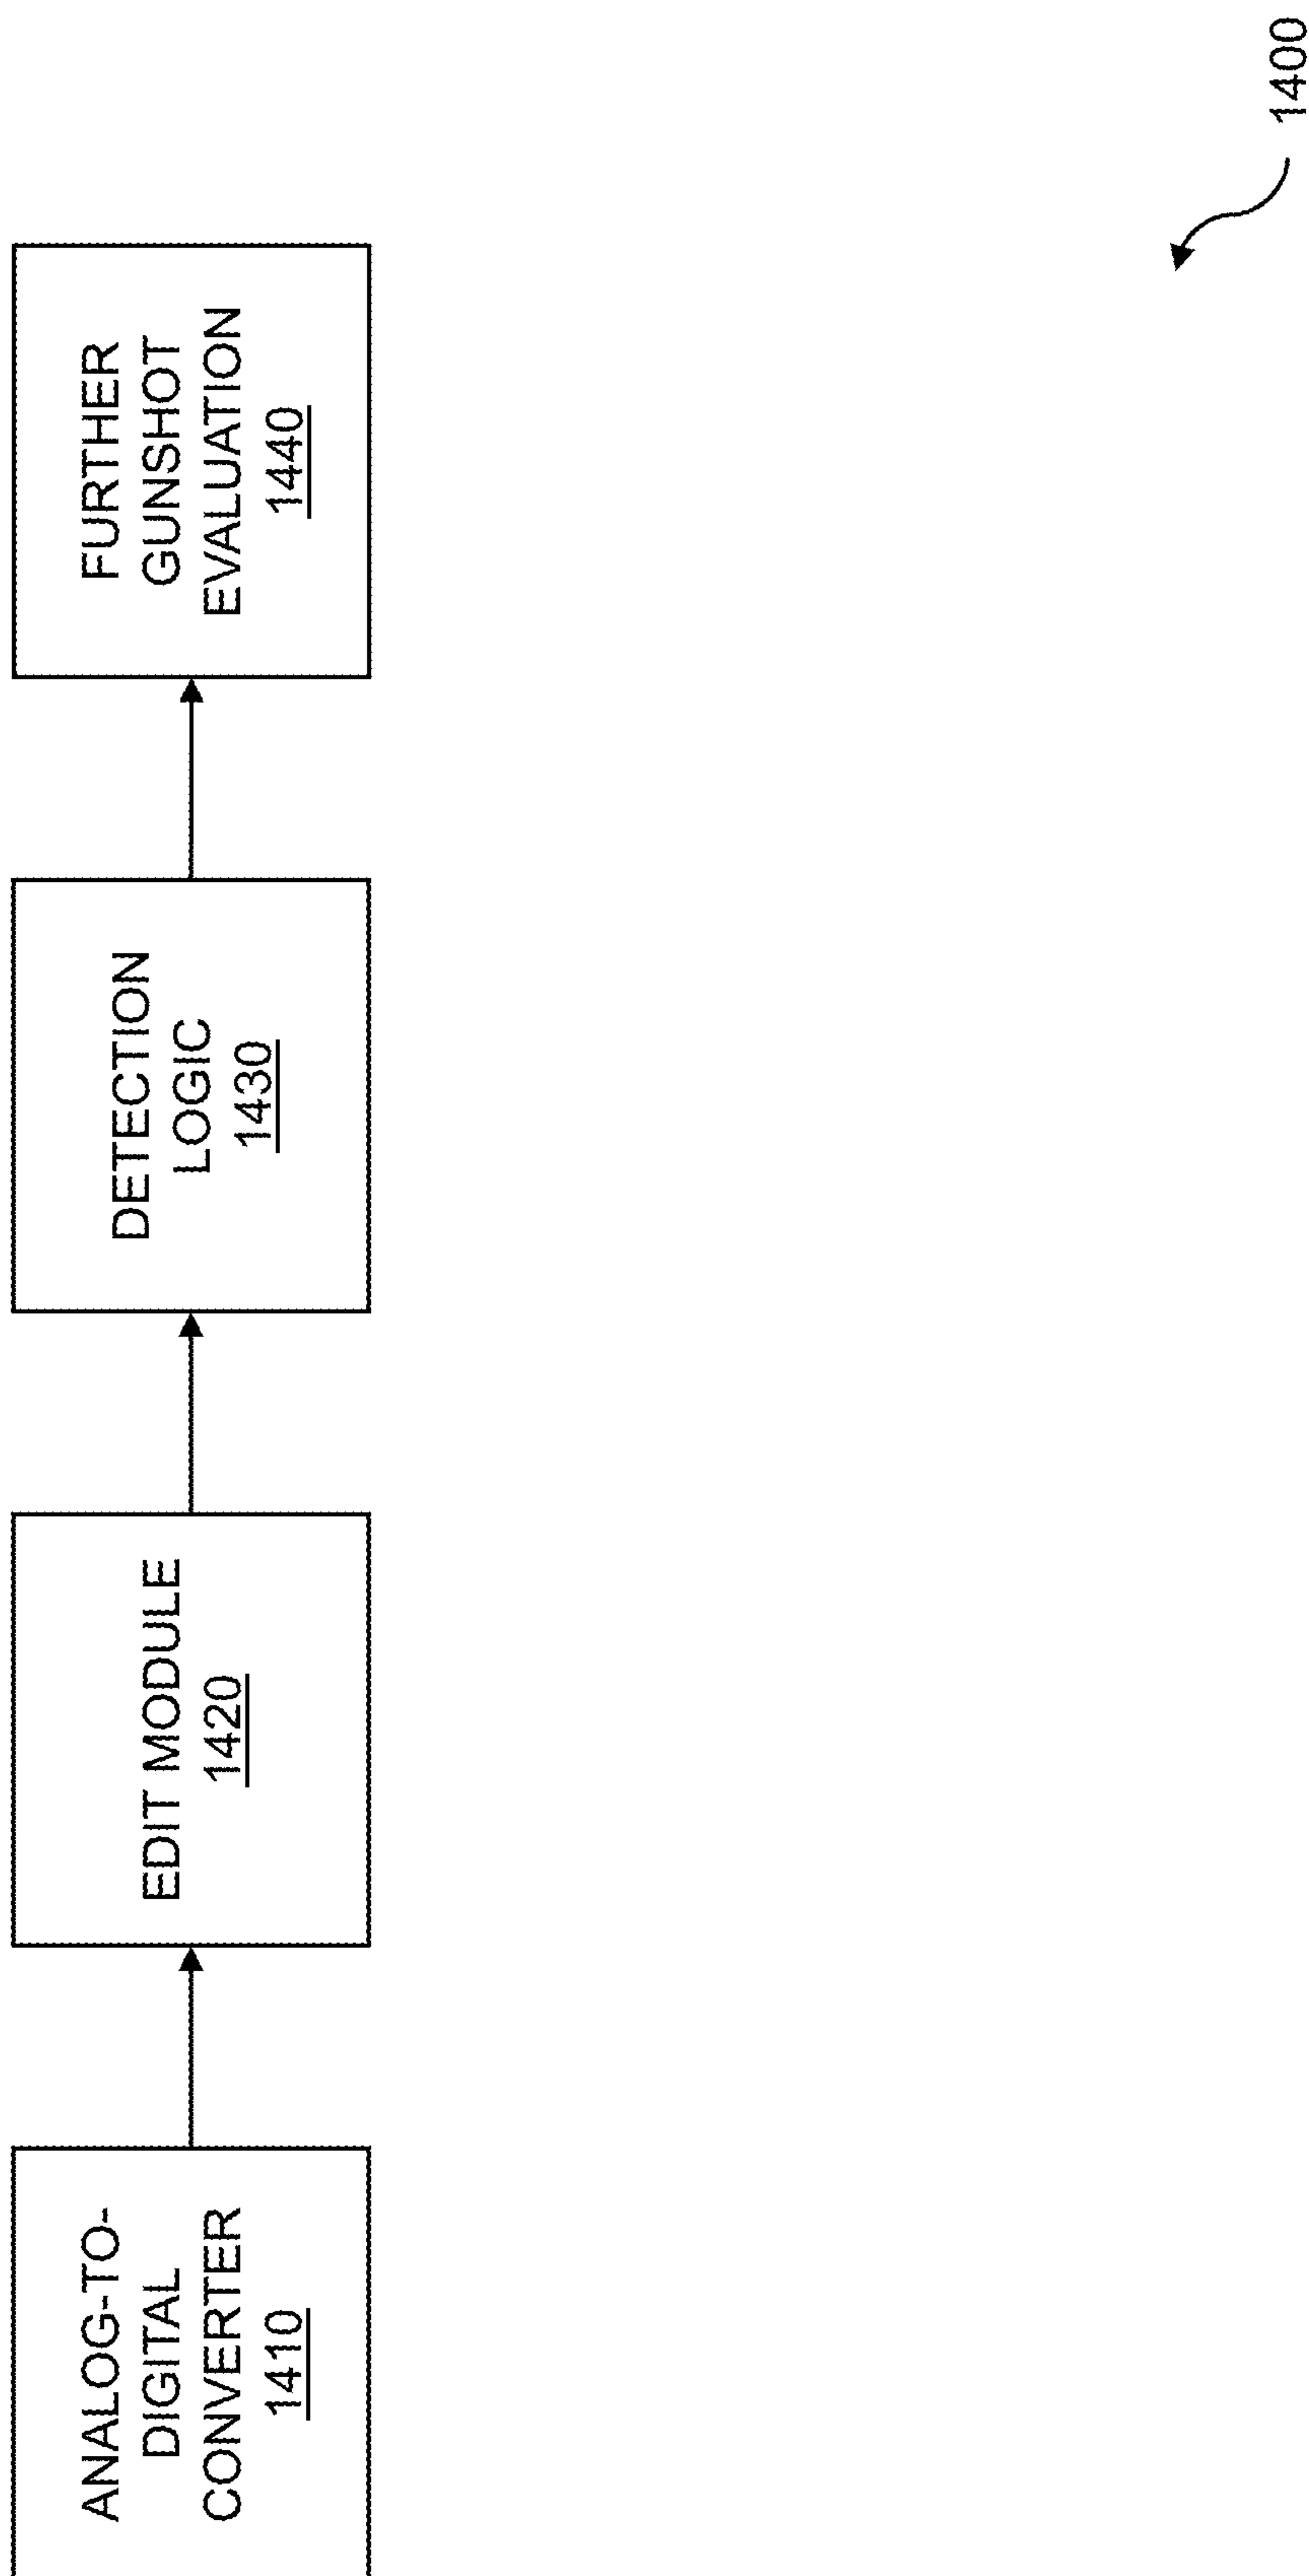 ANALOG-TO-
DIGITAL
CONVERTER
1410
EDIT MODULE
1420
DETECTION
LOGIC
1430
FURTHER
GUNSHOT
EVALUATION
1440
1400